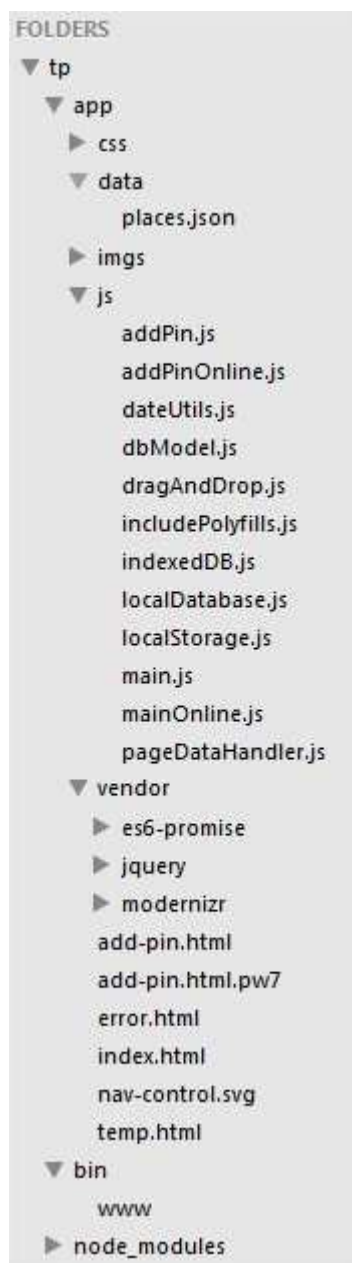 FOLDERS
tp
app
css
data
places.json
imgs
js
addPin.js
addPinOnline.js
dateUtils.js
dbModel.js
dragAndDrop.js
includePolyfills.js
indexedDB.js
localDatabase.js
localStorage.js
main.js
mainOnline.js
pageDataHandler.js
vendor
es6-promise
jquery
modernizr
add-pin.html
add-pin.html.pw7
error.html
index.html
nav-control.svg
temp.html
bin
www
node_modules